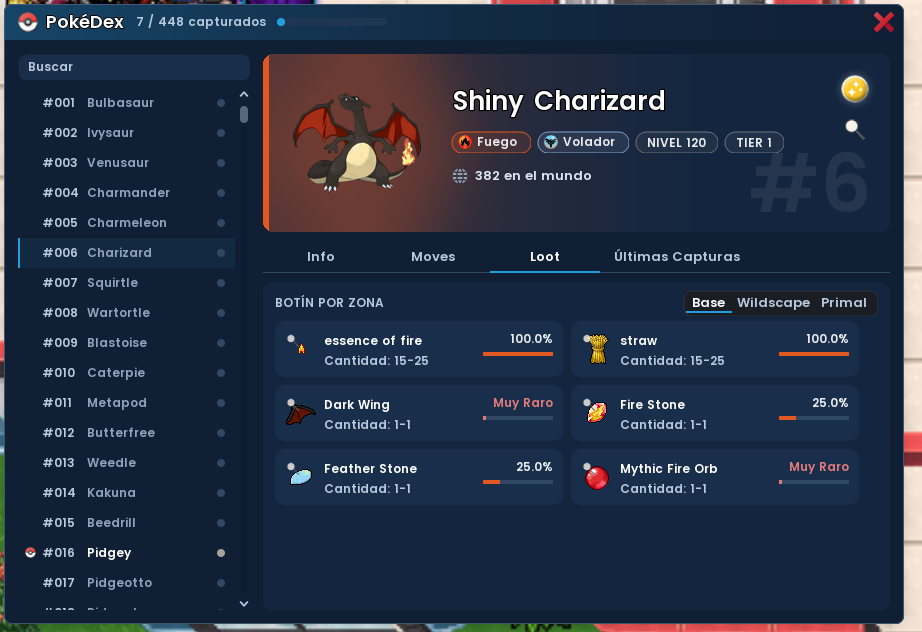 PokéDex 7 / 448 capturados
Buscar
#001 Bulbasaur
#002 Ivysaur
#003 Venusaur
#004 Charmander
#005 Charmeleon
#006 Charizard
#007 Squirtle
#008 Wartortle
#009 Blastoise
#010 Caterpie
#011 Metapod
#012 Butterfree
#013 Weedle
#014 Kakuna
#015 Beedrill
#016 Pidgey
#017 Pidgeotto
Shiny Charizard
Fuego Volador NIVEL 120 TIER 1
382 en el mundo
#6
Info Moves Loot Últimas Capturas
BOTÍN POR ZONA Base Wildscape Primal
essence of fire 100.0%
Cantidad: 15-25
straw 100.0%
Cantidad: 15-25
Dark Wing Muy Raro
Cantidad: 1-1
Fire Stone 25.0%
Cantidad: 1-1
Feather Stone 25.0%
Cantidad: 1-1
Mythic Fire Orb Muy Raro
Cantidad: 1-1